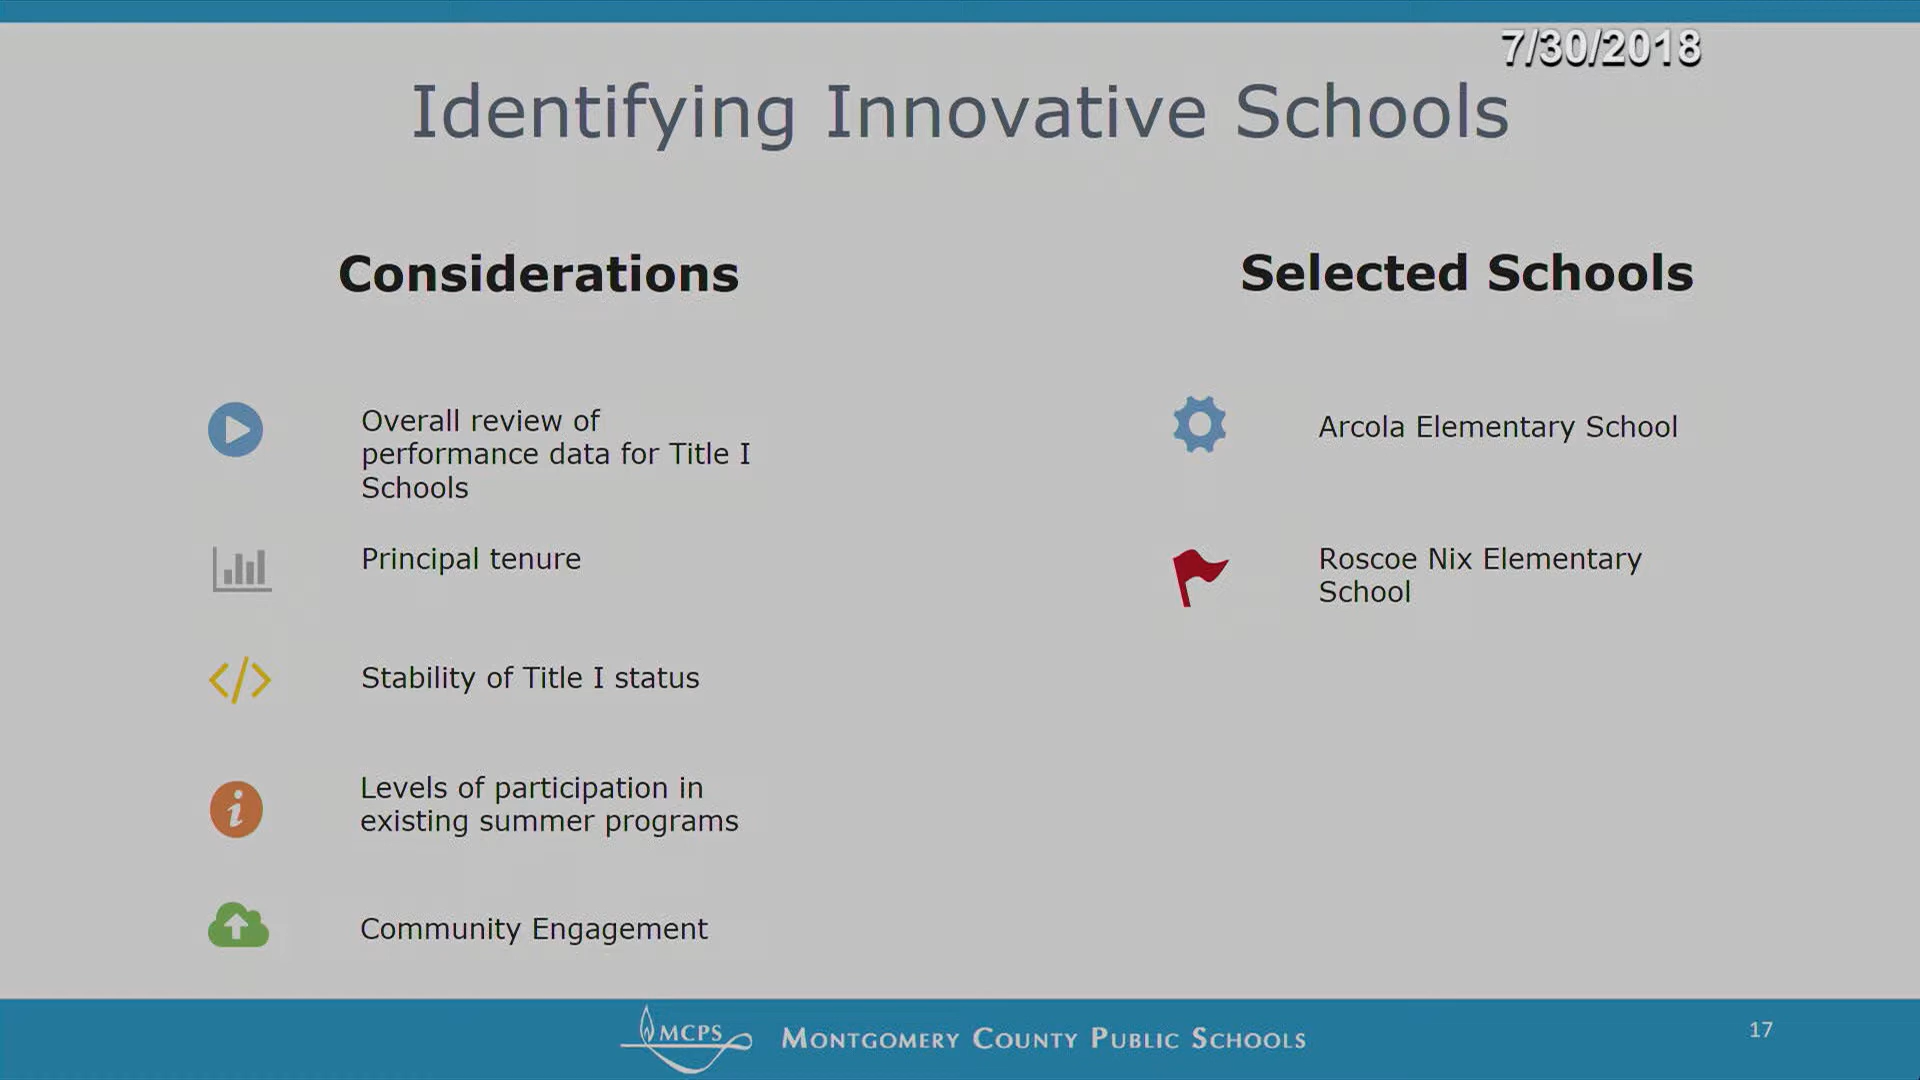 7/30/2018
Identifying Innovative Schools
Considerations
Overall review of
performance data for Title I
Schools
Principal tenure
Stability of Title I status
Levels of participation in
existing summer programs
Community Engagement
Selected Schools
Arcola Elementary School
Roscoe Nix Elementary
School
MCPS
MONTGOMERY COUNTY PUBLIC SCHOOLS
17